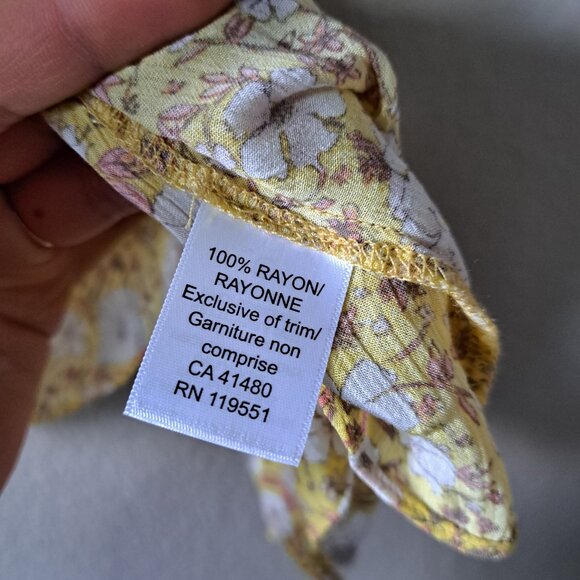 100% RAYON/
RAYONNE
Exclusive of trim/
Garniture non
comprise
CA 41480
RN 119551